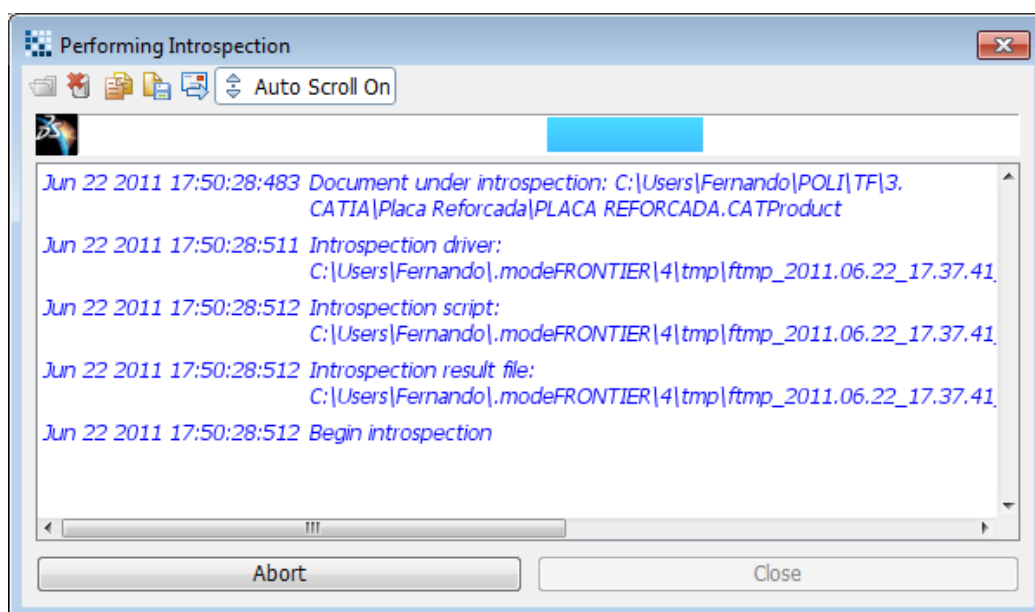 Performing Introspection
Auto Scroll On
Jun 22 2011 17:50:28:483 Document under introspection: C:\Users\Fernando\POLI\TF\3.
CATIA\Placa Reforcada\PLACA REFORCADA.CATProduct
Jun 22 2011 17:50:28:511 Introspection driver:
C:\Users\Fernando\.modeFRONTIER\4\tmp\ftmp_2011.06.22_17.37.41_
Jun 22 2011 17:50:28:512 Introspection script:
C:\Users\Fernando\.modeFRONTIER\4\tmp\ftmp_2011.06.22_17.37.41_
Jun 22 2011 17:50:28:512 Introspection result file:
C:\Users\Fernando\.modeFRONTIER\4\tmp\ftmp_2011.06.22_17.37.41_
Jun 22 2011 17:50:28:512 Begin introspection
Abort
Close